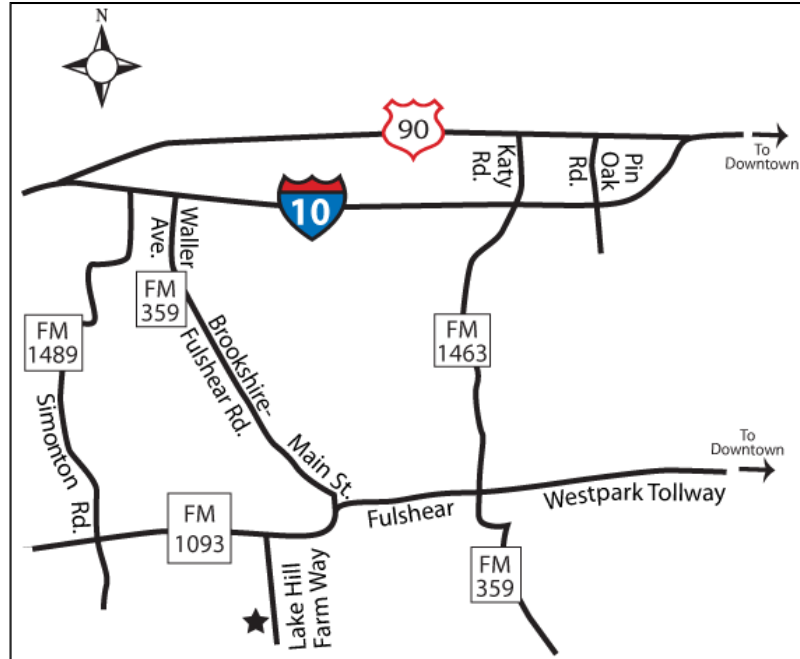 N
90
To
Downtown
Katy
Rd.
Pin
Oak
Rd.
10
Waller
Ave.
FM
359
FM
1489
FM
1463
Brookshire-
Fulshear Rd.
Simonton
Rd.
Main St.
To
Downtown
Fulshear
Westpark Tollway
FM
1093
FM
359
Lake Hill
Farm Way